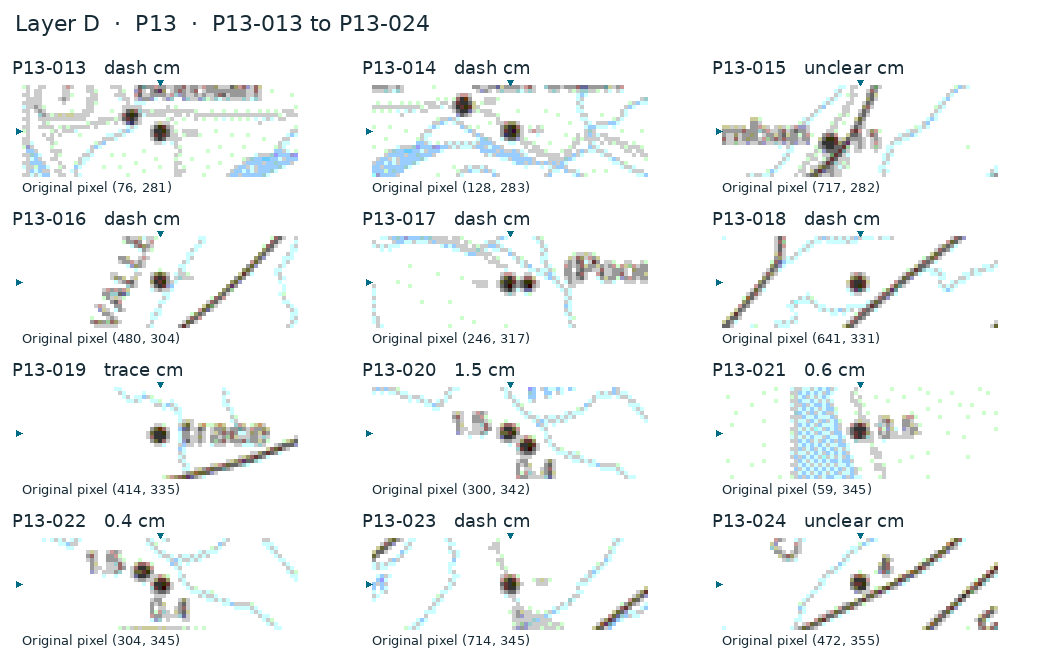 Layer D · P13 · P13-013 to P13-024
P13-013 dash cm
P13-014 dash cm
P13-015 unclear cm
mban
Original pixel (76, 281)
Original pixel (128, 283)
Original pixel (717, 282)
P13-016 dash cm
P13-017 dash cm
P13-018 dash cm
VALLE
(Poor
Original pixel (480, 304)
Original pixel (246, 317)
Original pixel (641, 331)
P13-019 trace cm
P13-020 1.5 cm
P13-021 0.6 cm
trace
1.5
0.4
Original pixel (414, 335)
Original pixel (300, 342)
Original pixel (59, 345)
P13-022 0.4 cm
P13-023 dash cm
P13-024 unclear cm
1.5
0.4
Original pixel (304, 345)
Original pixel (714, 345)
Original pixel (472, 355)